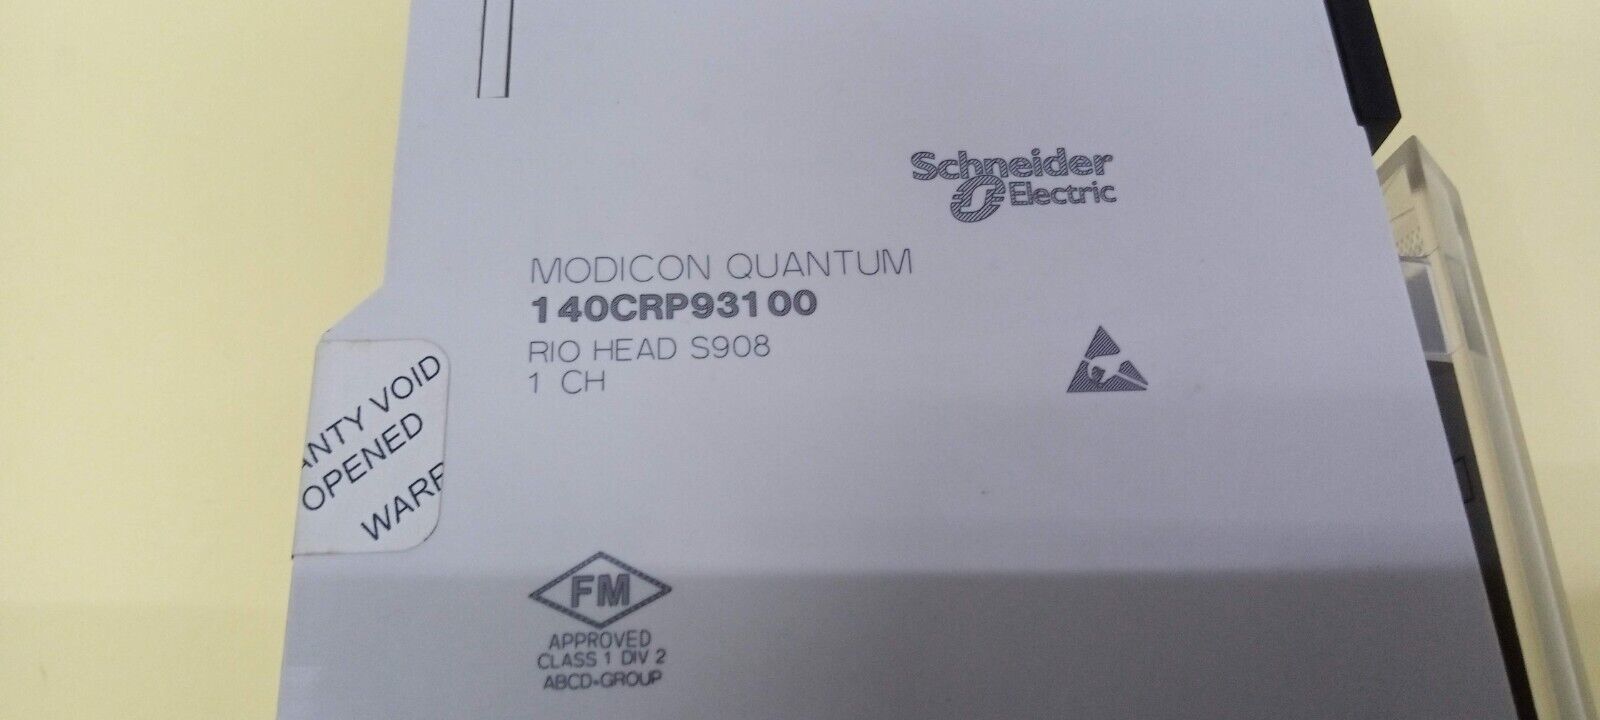 Schneider
Electric
MODICON QUANTUM
140CRP93100
RIO HEAD S908
1 CH
ANTY VOID
OPENED
WARR
FM
APPROVED
CLASS 1 DIV 2
ABCD-GROUP